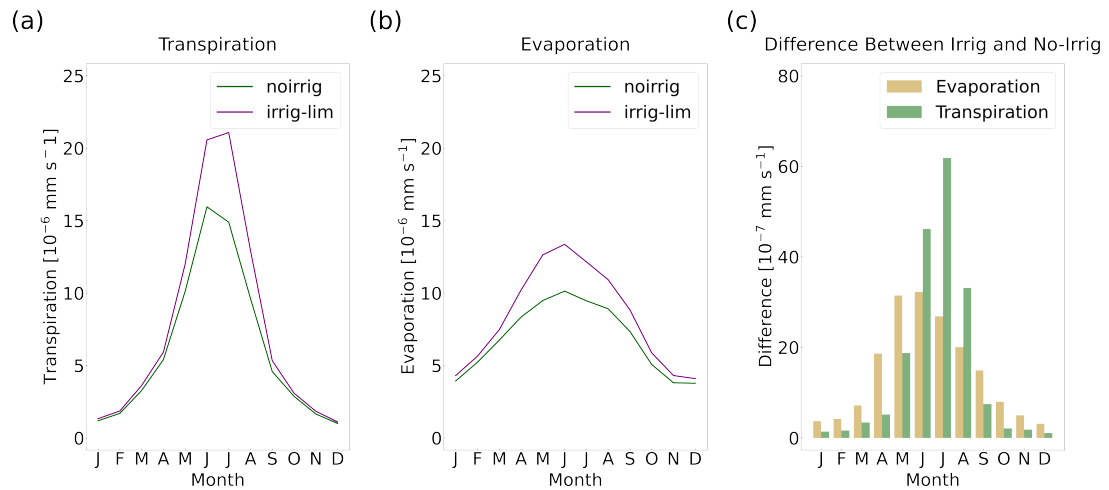 (a)
Transpiration
25
20
15
10
5
0
Transpiration [10⁻⁶ mm s−1]
noirrig
irrig-lim
J F M A M J J A S O N D
Month
(b)
Evaporation
25
20
15
10
5
0
Evaporation [10⁻⁶ mm s⁻¹]
noirrig
irrig-lim
J F M A M J J A S O N D
Month
(c)
Difference Between Irrig and No-Irrig
80
60
40
20
0
Difference [10⁻⁷ mm s⁻¹]
Evaporation
Transpiration
J F M A M J J A S O N D
Month